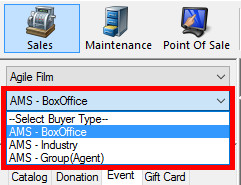 Sales Maintenance Point Of Sale
Agile Film
AMS - BoxOffice
--Select Buyer Type--
AMS - BoxOffice
AMS - Industry
AMS - Group(Agent)
Catalog Donation Event Gift Card